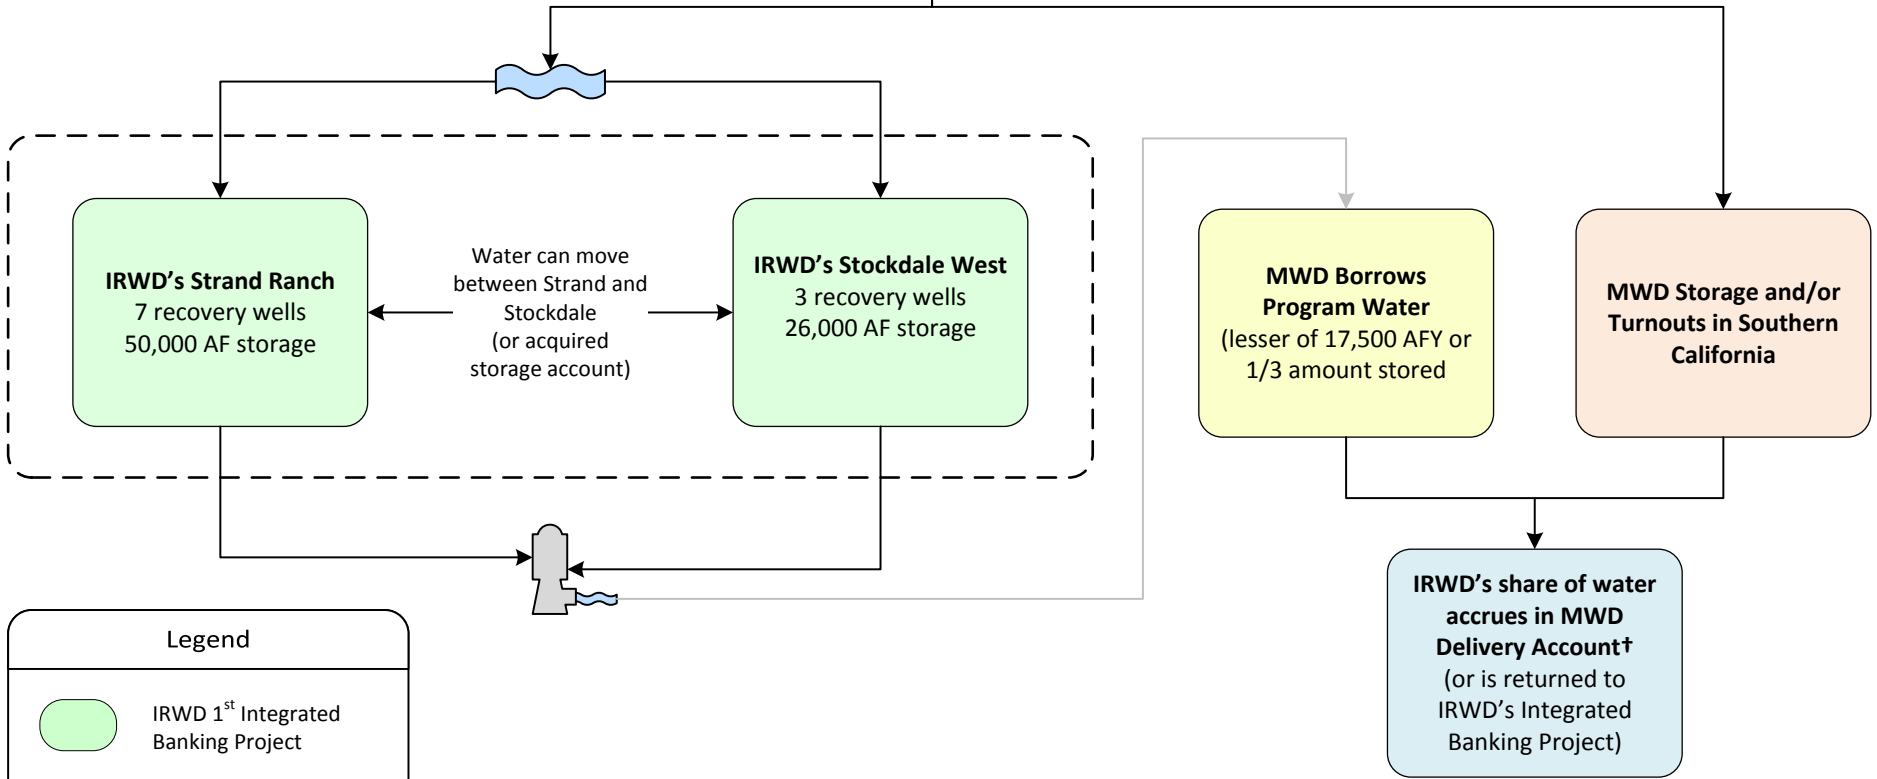 IRWD’s Strand Ranch
7 recovery wells
50,000 AF storage
Water can move
between Strand and
Stockdale
(or acquired
storage account)
IRWD’s Stockdale West
3 recovery wells
26,000 AF storage
MWD Borrows
Program Water
(lesser of 17,500 AFY or
1/3 amount stored
MWD Storage and/or
Turnouts in Southern
California
IRWD’s share of water
accrues in MWD
Delivery Account†
(or is returned to
IRWD’s Integrated
Banking Project)
Legend
IRWD 1st Integrated
Banking Project